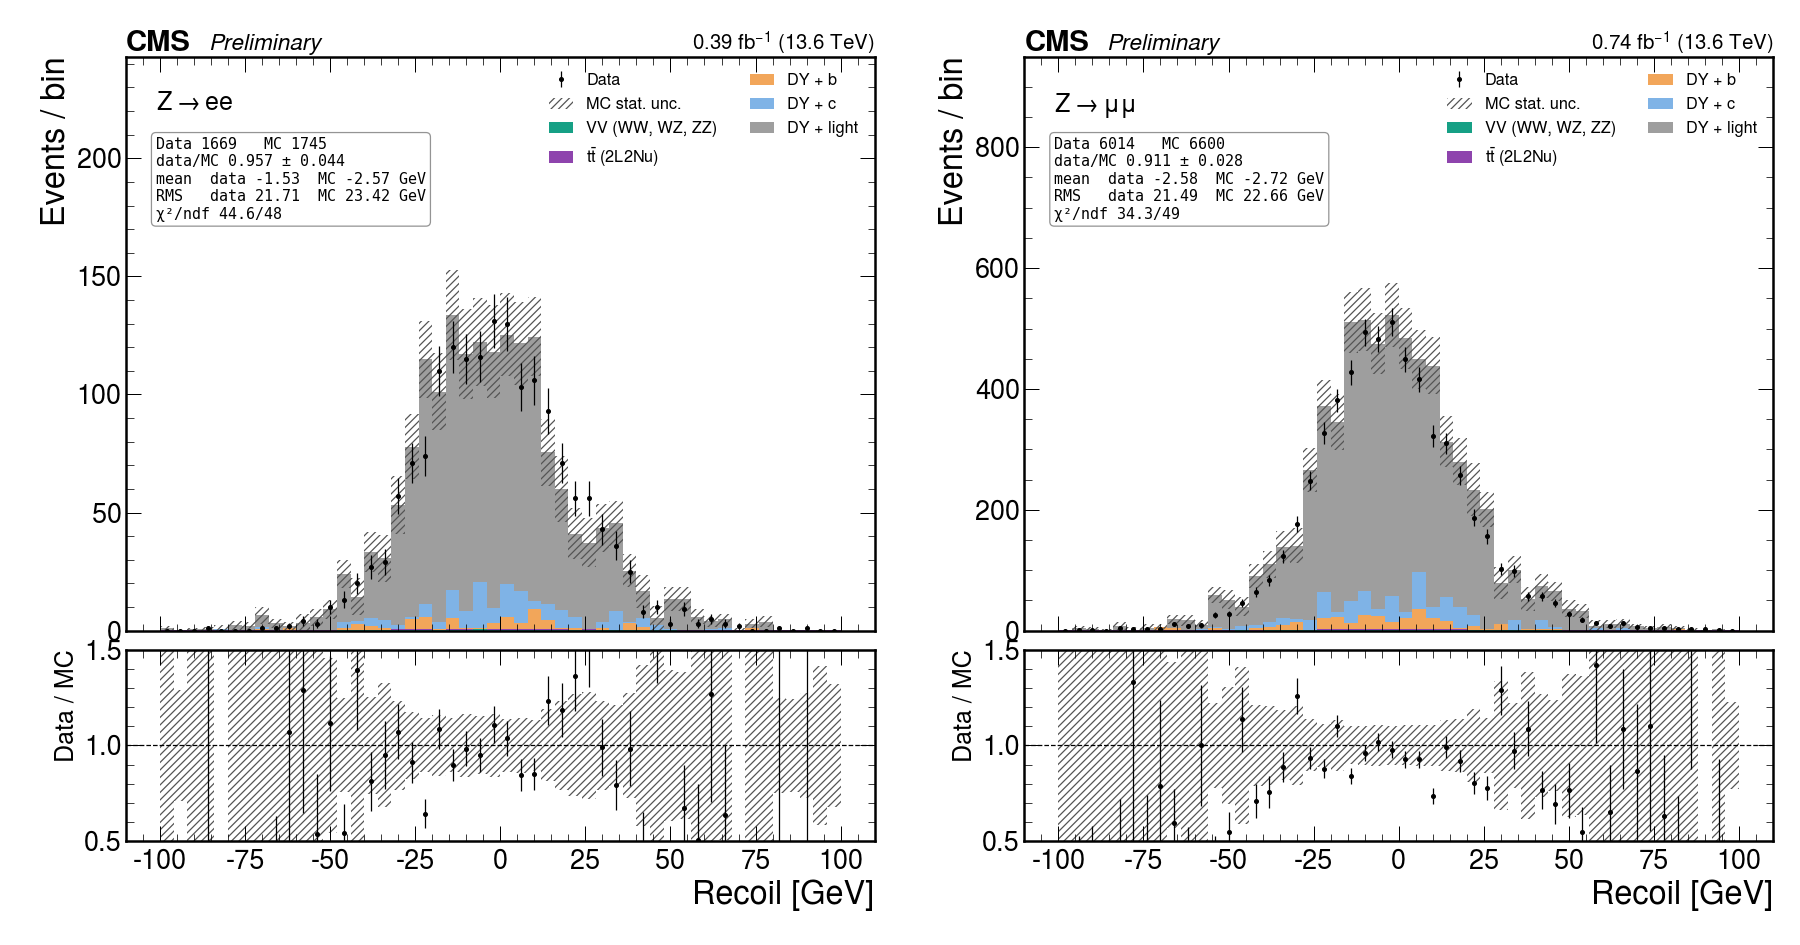 CMS Preliminary 0.39 fb⁻¹ (13.6 TeV)
Events / bin
Z → ee
Data 1669   MC 1745
data/MC 0.957 ± 0.044
mean  data -1.53  MC -2.57 GeV
RMS   data 21.71  MC 23.42 GeV
χ²/ndf 44.6/48
Data
MC stat. unc.
VV (WW, WZ, ZZ)
tt̄ (2L2Nu)
DY + b
DY + c
DY + light
200
150
100
50
0
Data / MC
1.5
1.0
0.5
-100 -75 -50 -25 0 25 50 75 100
Recoil [GeV]
CMS Preliminary 0.74 fb⁻¹ (13.6 TeV)
Events / bin
Z → μμ
Data 6014   MC 6600
data/MC 0.911 ± 0.028
mean  data -2.58  MC -2.72 GeV
RMS   data 21.49  MC 22.66 GeV
χ²/ndf 34.3/49
Data
MC stat. unc.
VV (WW, WZ, ZZ)
tt̄ (2L2Nu)
DY + b
DY + c
DY + light
800
600
400
200
0
Data / MC
1.5
1.0
0.5
-100 -75 -50 -25 0 25 50 75 100
Recoil [GeV]